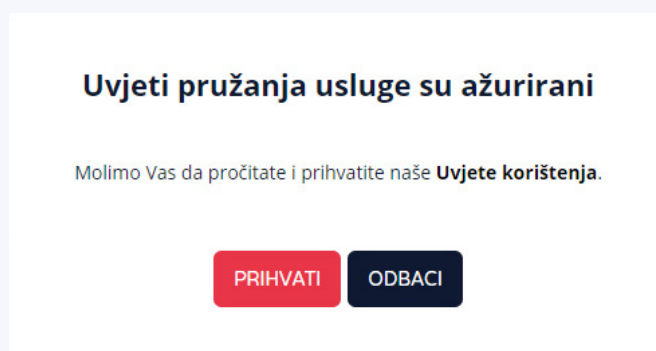 Uvjeti pružanja usluge su ažurirani
Molimo Vas da pročitate i prihvatite naše Uvjete korištenja.
PRIHVATI ODBACI